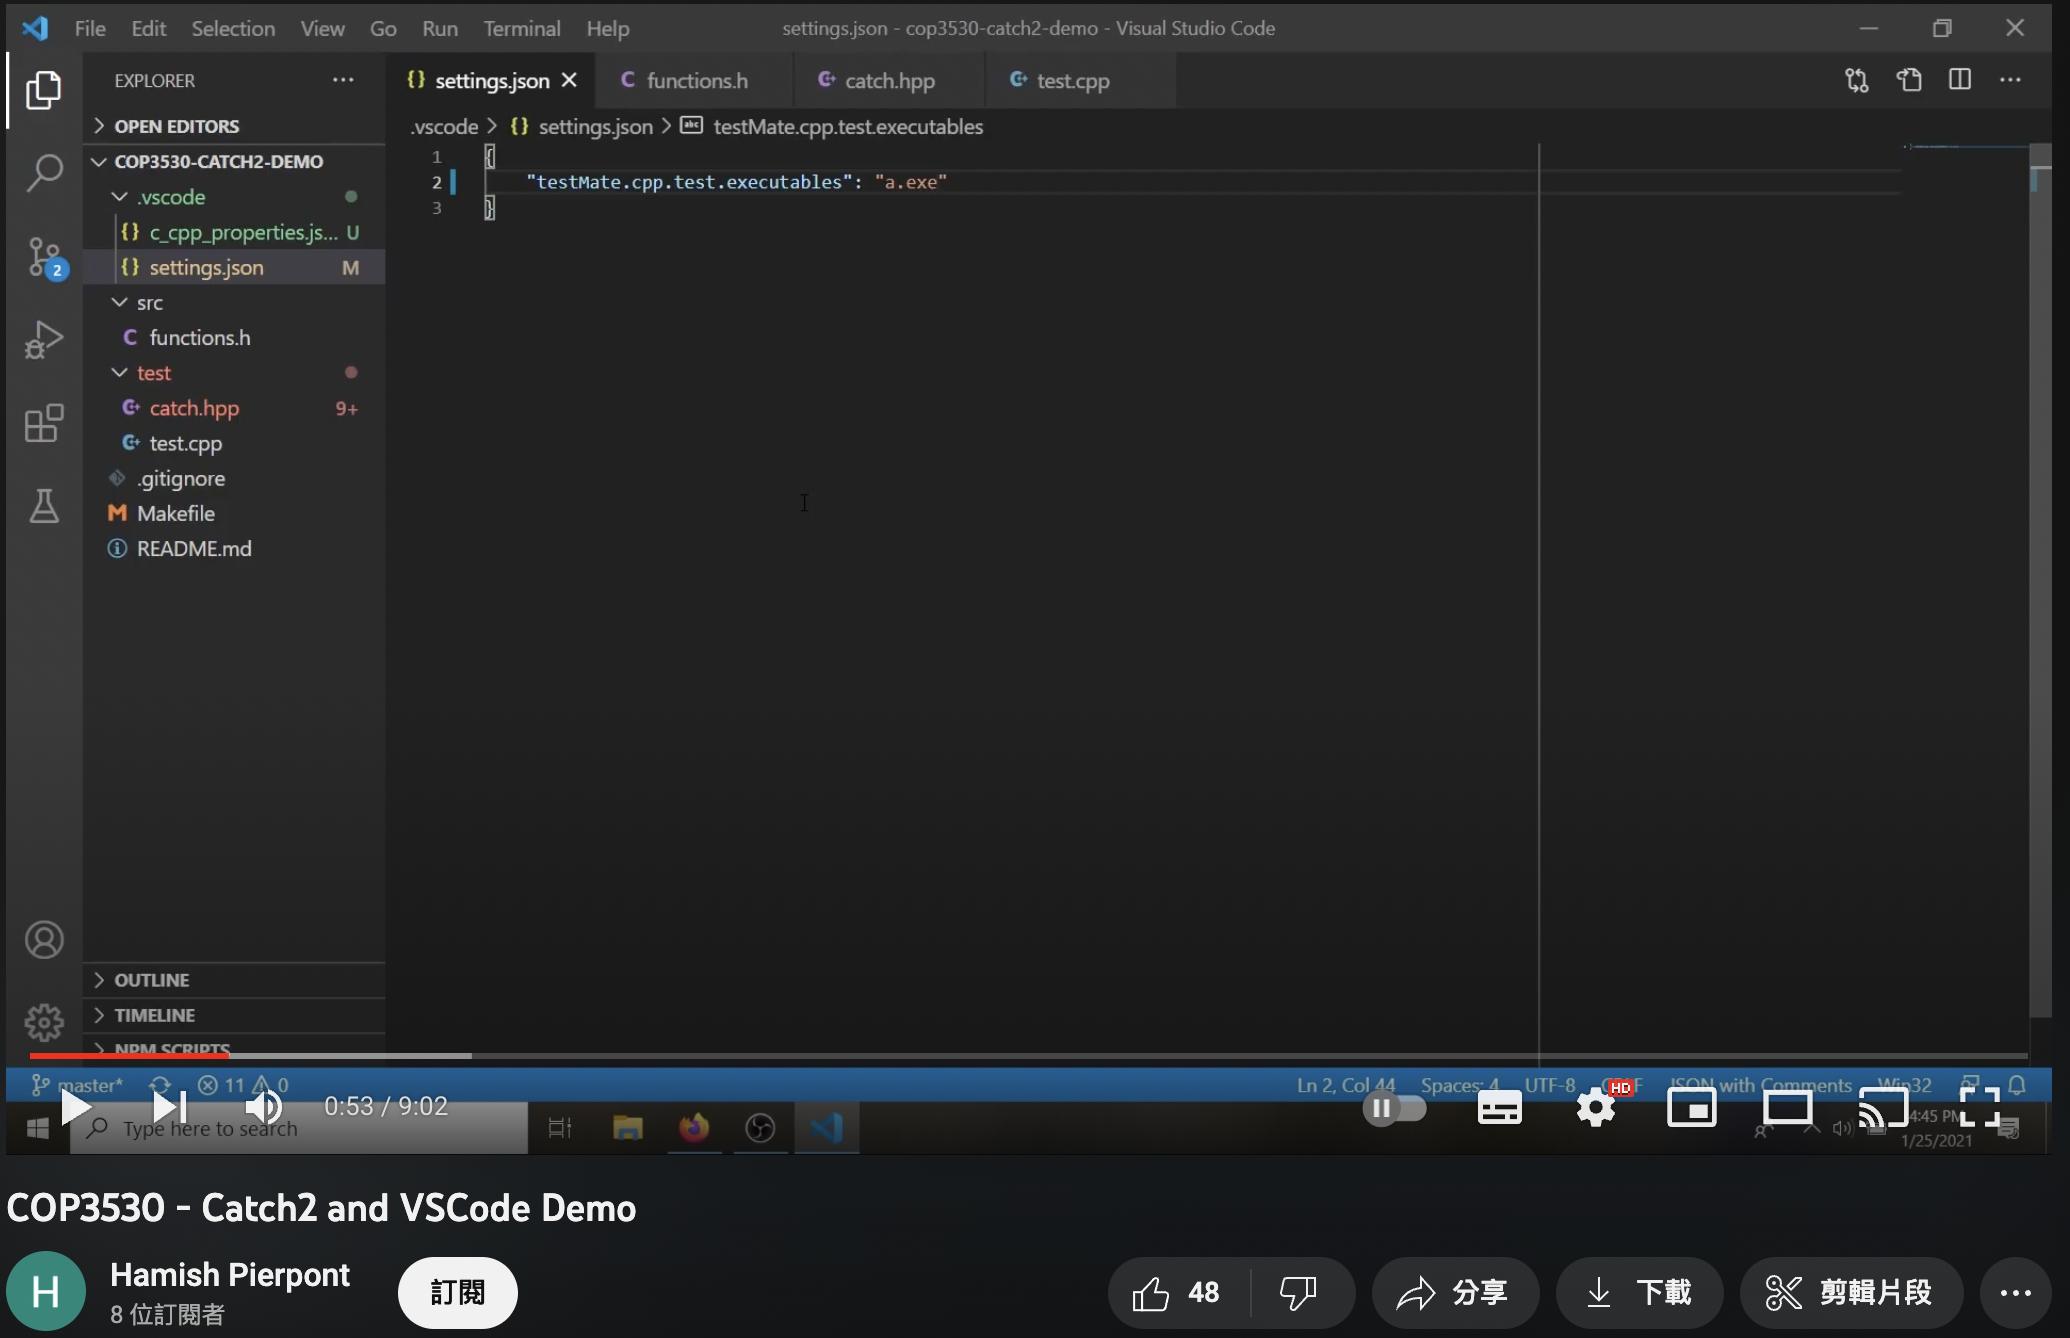 File Edit Selection View Go Run Terminal Help
settings.json - cop3530-catch2-demo - Visual Studio Code
EXPLORER
settings.json
functions.h
catch.hpp
test.cpp
OPEN EDITORS
.vscode > {} settings.json > abc testMate.cpp.test.executables
COP3530-CATCH2-DEMO
.vscode
c_cpp_properties.js... U
settings.json M
src
functions.h
test
catch.hpp 9+
test.cpp
.gitignore
Makefile
README.md
1 {
2 "testMate.cpp.test.executables": "a.exe"
3 }
2
OUTLINE
TIMELINE
NPM SCRIPTS
master* 11 0
Ln 2, Col 44 Spaces: 4 UTF-8 JSON with Comments Win32
0:53 / 9:02
HD
Type here to search
4:45 PM
1/25/2021
COP3530 - Catch2 and VSCode Demo
H
Hamish Pierpont
8 位訂閱者
訂閱
48
分享
下載
剪輯片段